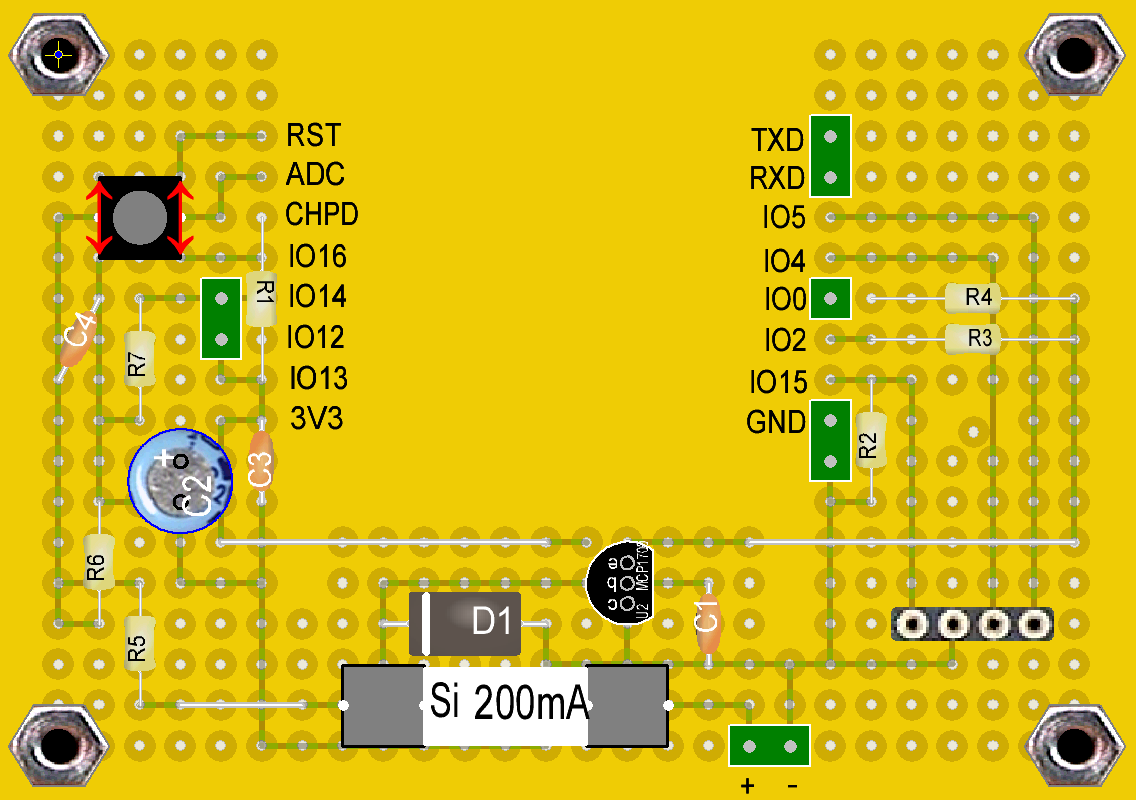 RST
ADC
CHPD
IO16
IO14
IO12
IO13
3V3
TXD
RXD
IO5
IO4
IO0
IO2
IO15
GND
R1
R4
R3
C4
R7
R2
C3
+
C2
R6
R5
D1
U2
C1
Si 200mA
+ -